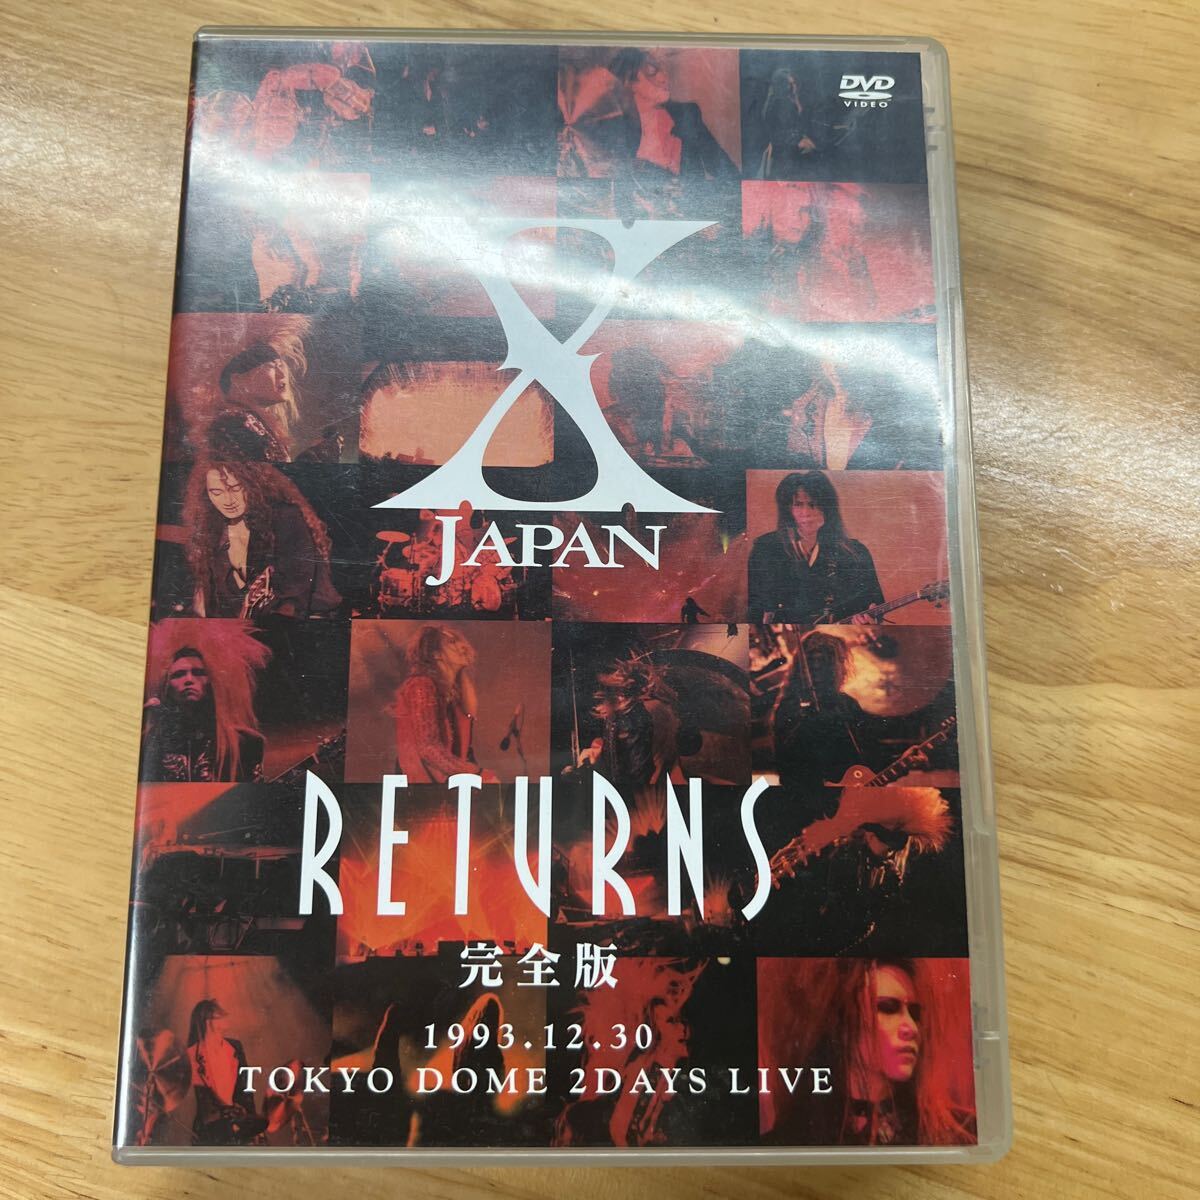 DVD
VIDEO
X
JAPAN
RETURNS
完全版
1993.12.30
TOKYO DOME 2DAYS LIVE